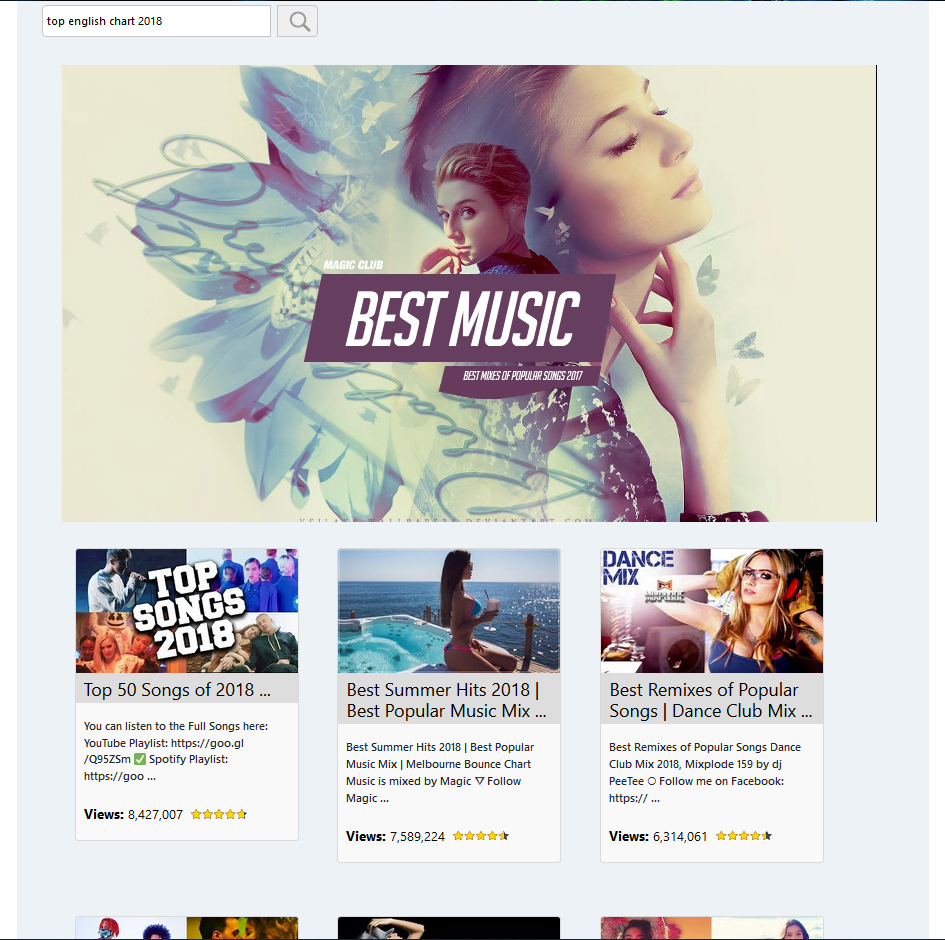 top english chart 2018
MAGIC CLUB
BEST MUSIC
BEST MIXES OF POPULAR SONGS 2017
TOP
SONGS
2018
DANCE
MIX
Top 50 Songs of 2018 ...
You can listen to the Full Songs here:
YouTube Playlist: https://goo.gl
/Q95ZSm ✅ Spotify Playlist:
https://goo ...
Views: 8,427,007
Best Summer Hits 2018 |
Best Popular Music Mix ...
Best Summer Hits 2018 | Best Popular
Music Mix | Melbourne Bounce Chart
Music is mixed by Magic ▽ Follow
Magic ...
Views: 7,589,224
Best Remixes of Popular
Songs | Dance Club Mix ...
Best Remixes of Popular Songs Dance
Club Mix 2018, Mixplode 159 by dj
PeeTee ○ Follow me on Facebook:
https:// ...
Views: 6,314,061